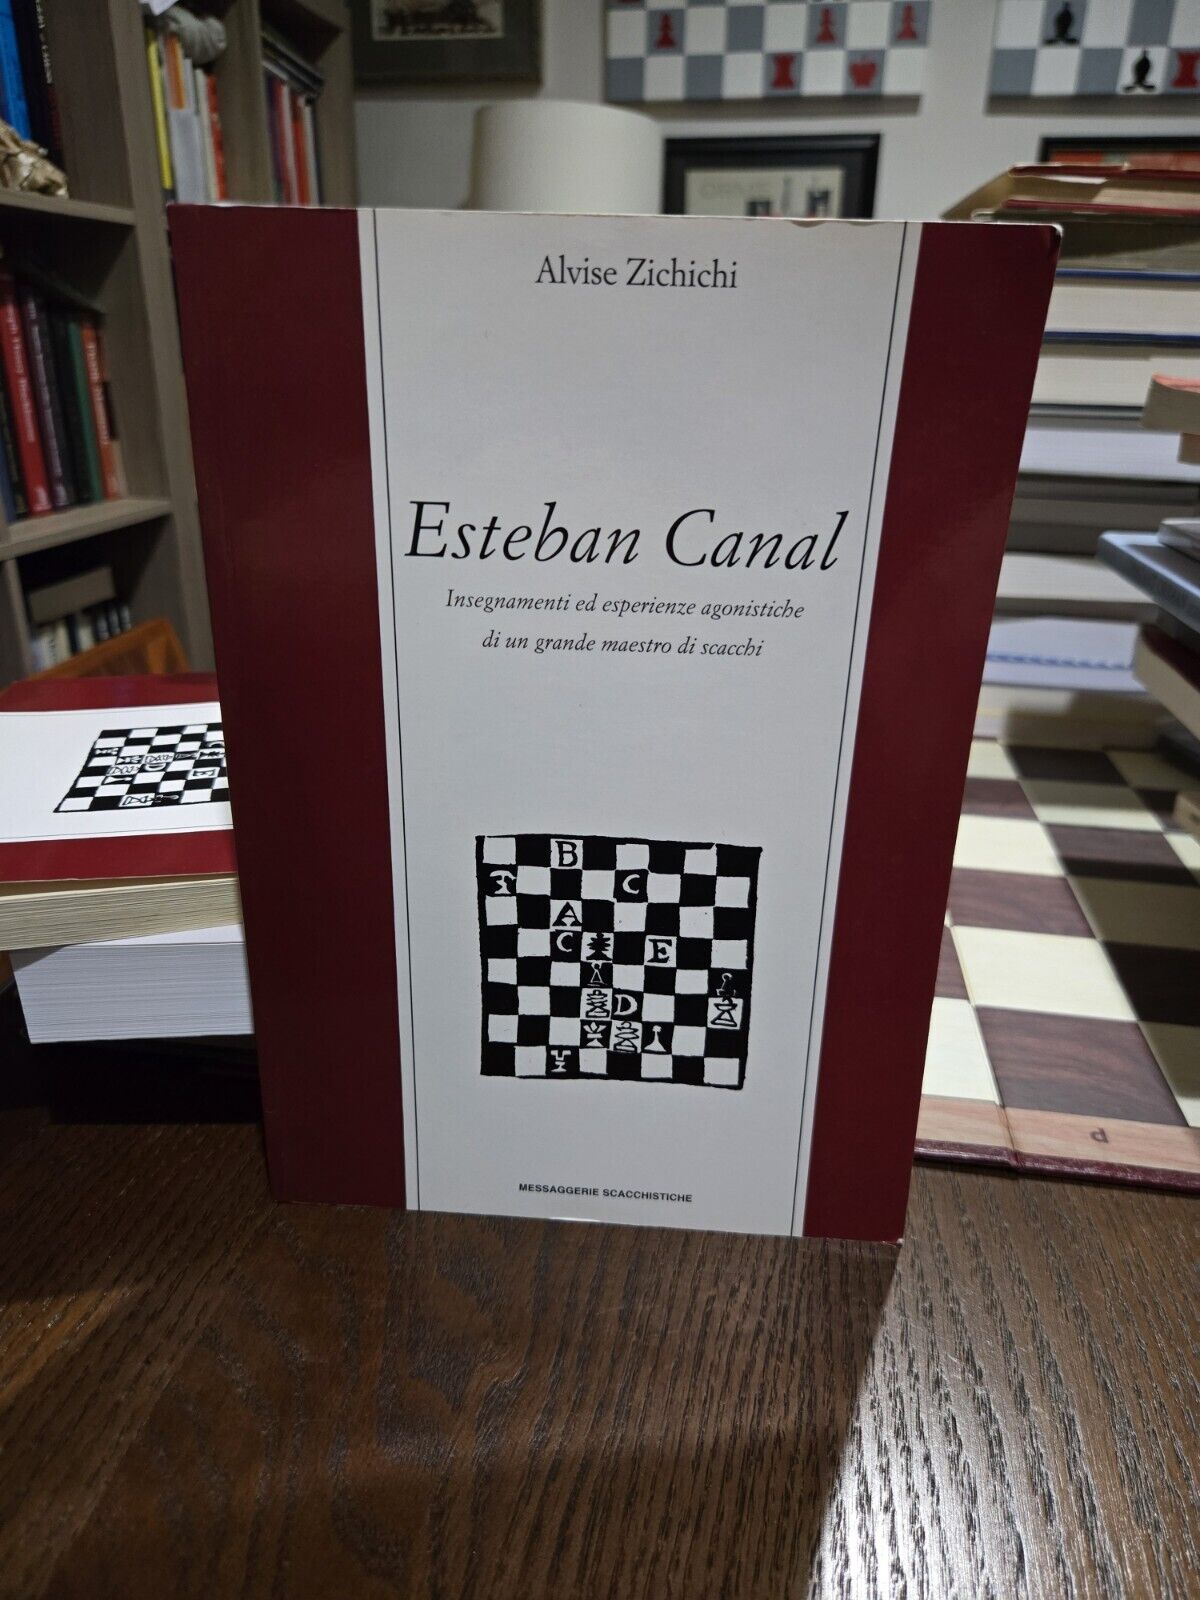 Alvise Zichichi
Esteban Canal
Insegnamenti ed esperienze agonistiche
di un grande maestro di scacchi
B
T C
A
C E
D
MESSAGGERIE SCACCHISTICHE